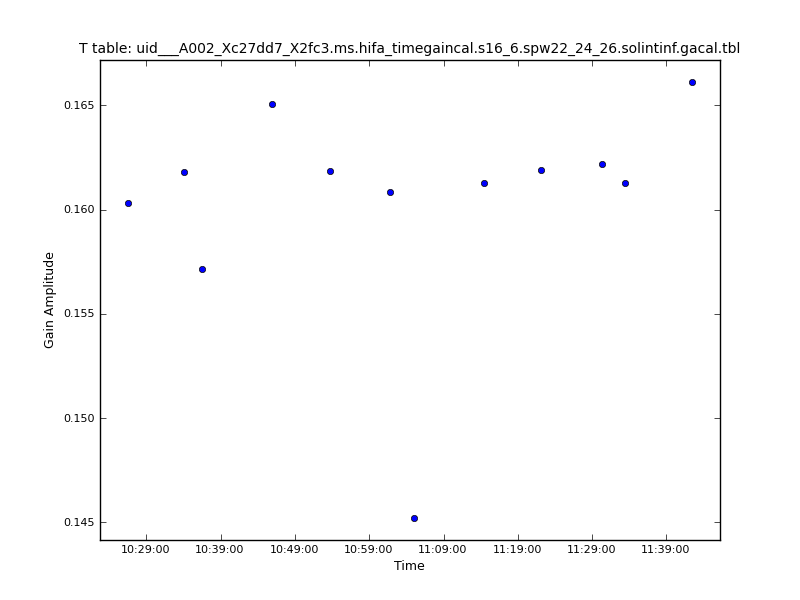 T table: uid___A002_Xc27dd7_X2fc3.ms.hifa_timegaincal.s16_6.spw22_24_26.solintinf.gacal.tbl
0.165
0.160
0.155
0.150
0.145
Gain Amplitude
10:29:00 10:39:00 10:49:00 10:59:00 11:09:00 11:19:00 11:29:00 11:39:00
Time